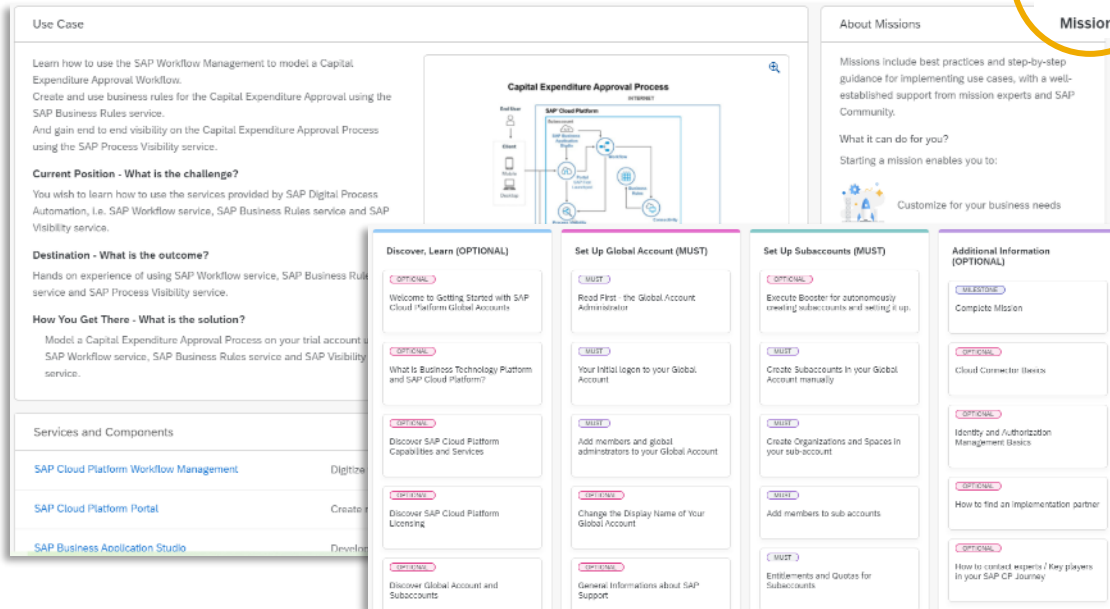 Use Case
Learn how to use the SAP Workflow Management to model a Capital
Expenditure Approval Workflow.
Create and use business rules for the Capital Expenditure Approval using the
SAP Business Rules service.
And gain end to end visibility on the Capital Expenditure Approval Process
using the SAP Process Visibility service.
Current Position - What is the challenge?
You wish to learn how to use the services provided by SAP Digital Process
Automation, i.e. SAP Workflow service, SAP Business Rules service and SAP
Visibility service.
Destination - What is the outcome?
Hands on experience of using SAP Workflow service, SAP Business Rule
service and SAP Process Visibility service.
How You Get There - What is the solution?
Model a Capital Expenditure Approval Process on your trial account
SAP Workflow service, SAP Business Rules service and SAP Visibility
service.
Capital Expenditure Approval Process
INTERNET
SAP Cloud Platform
Subaccount
SAP Business
Application
Studio
Client
Mobile
Desktop
Workflow
Portal
Business
Rules
Connectivity
About Missions
Mission
Missions include best practices and step-by-step
guidance for implementing use cases, with a well-
established support from mission experts and SAP
Community.
What it can do for you?
Starting a mission enables you to:
Customize for your business needs
Services and Components
SAP Cloud Platform Workflow Management
Digitize
SAP Cloud Platform Portal
Create
SAP Business Application Studio
Develop
Discover, Learn (OPTIONAL)
OPTIONAL
Welcome to Getting Started with SAP
Cloud Platform Global Accounts
OPTIONAL
What is Business Technology Platform
and SAP Cloud Platform?
OPTIONAL
Discover SAP Cloud Platform
Capabilities and Services
OPTIONAL
Discover SAP Cloud Platform
Licensing
OPTIONAL
Discover Global Account and
Subaccounts
Set Up Global Account (MUST)
MUST
Read First - the Global Account
Administrator
MUST
Your initial logon to your Global
Account
MUST
Add members and global
adminstrators to your Global Account
OPTIONAL
Change the Display Name of Your
Global Account
OPTIONAL
General Informations about SAP
Support
Set Up Subaccounts (MUST)
OPTIONAL
Execute Booster for autonomously
creating subaccounts and setting it up.
MUST
Create Subaccounts in your Global
Account manually
MUST
Create Organizations and Spaces in
your sub-account
MUST
Add members to sub accounts
MUST
Entitlements and Quotas for
Subaccounts
Additional Information
(OPTIONAL)
MILESTONE
Complete Mission
OPTIONAL
Cloud Connector Basics
OPTIONAL
Identity and Authorization
Management Basics
OPTIONAL
How to find an implementation partner
OPTIONAL
How to contact experts / Key players
in your SAP CP Journey